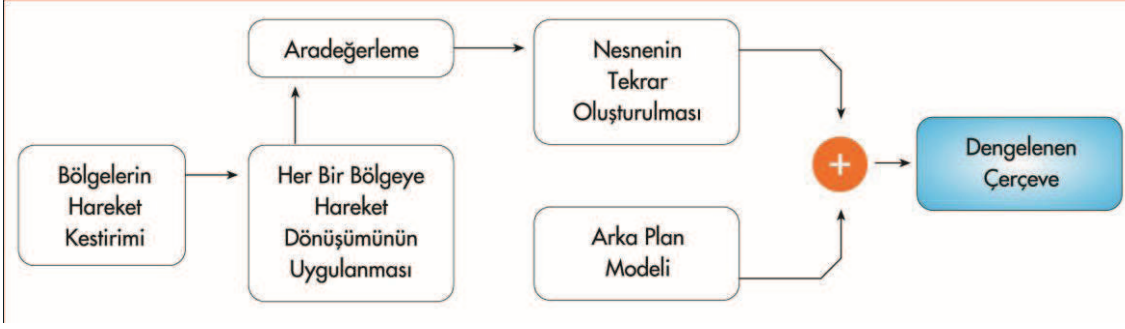 Bölgelerin
Hareket
Kestirimi
Her Bir Bölgeye
Hareket
Dönüşümünün
Uygulanması
Aradeğerleme
Nesnenin
Tekrar
Oluşturulması
Arka Plan
Modeli
+
Dengelenen
Çerçeve